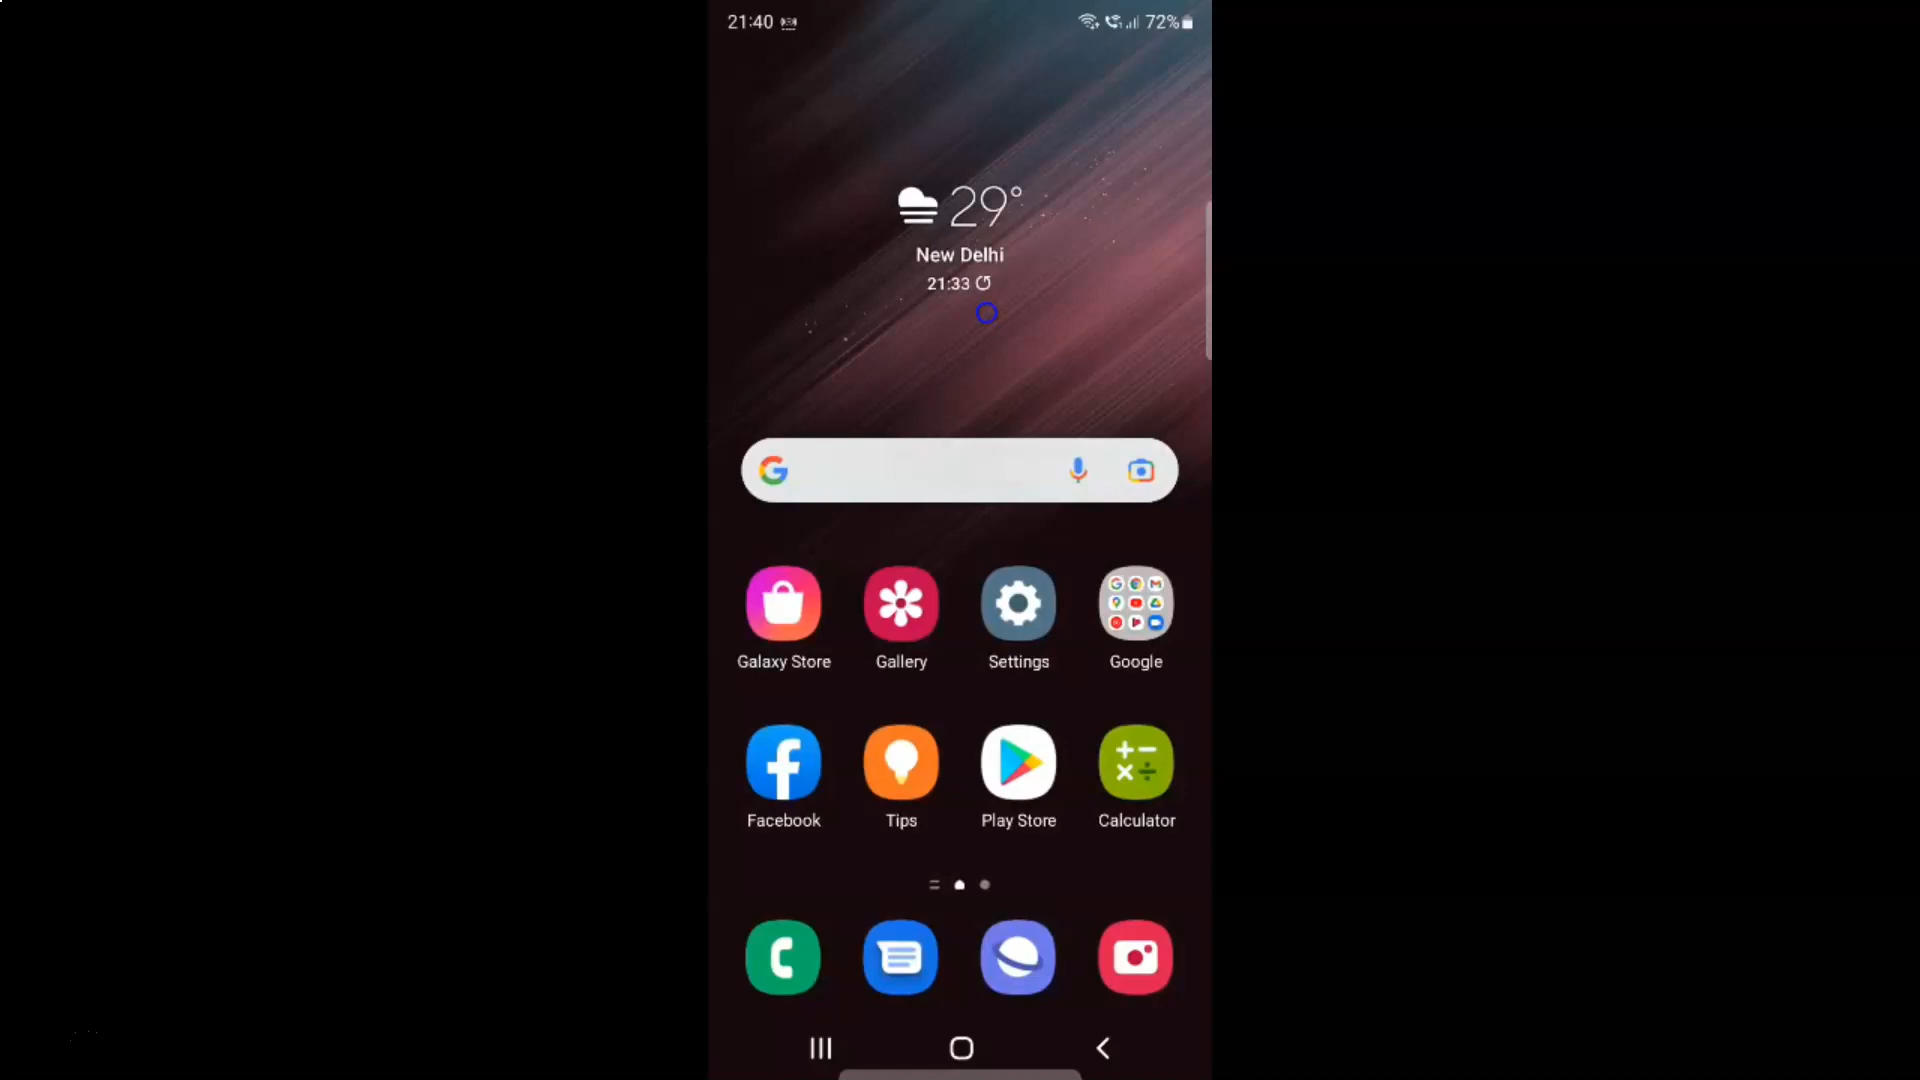 21:40 72%
29°
New Delhi
21:33
Galaxy Store Gallery Settings Google
Facebook Tips Play Store Calculator